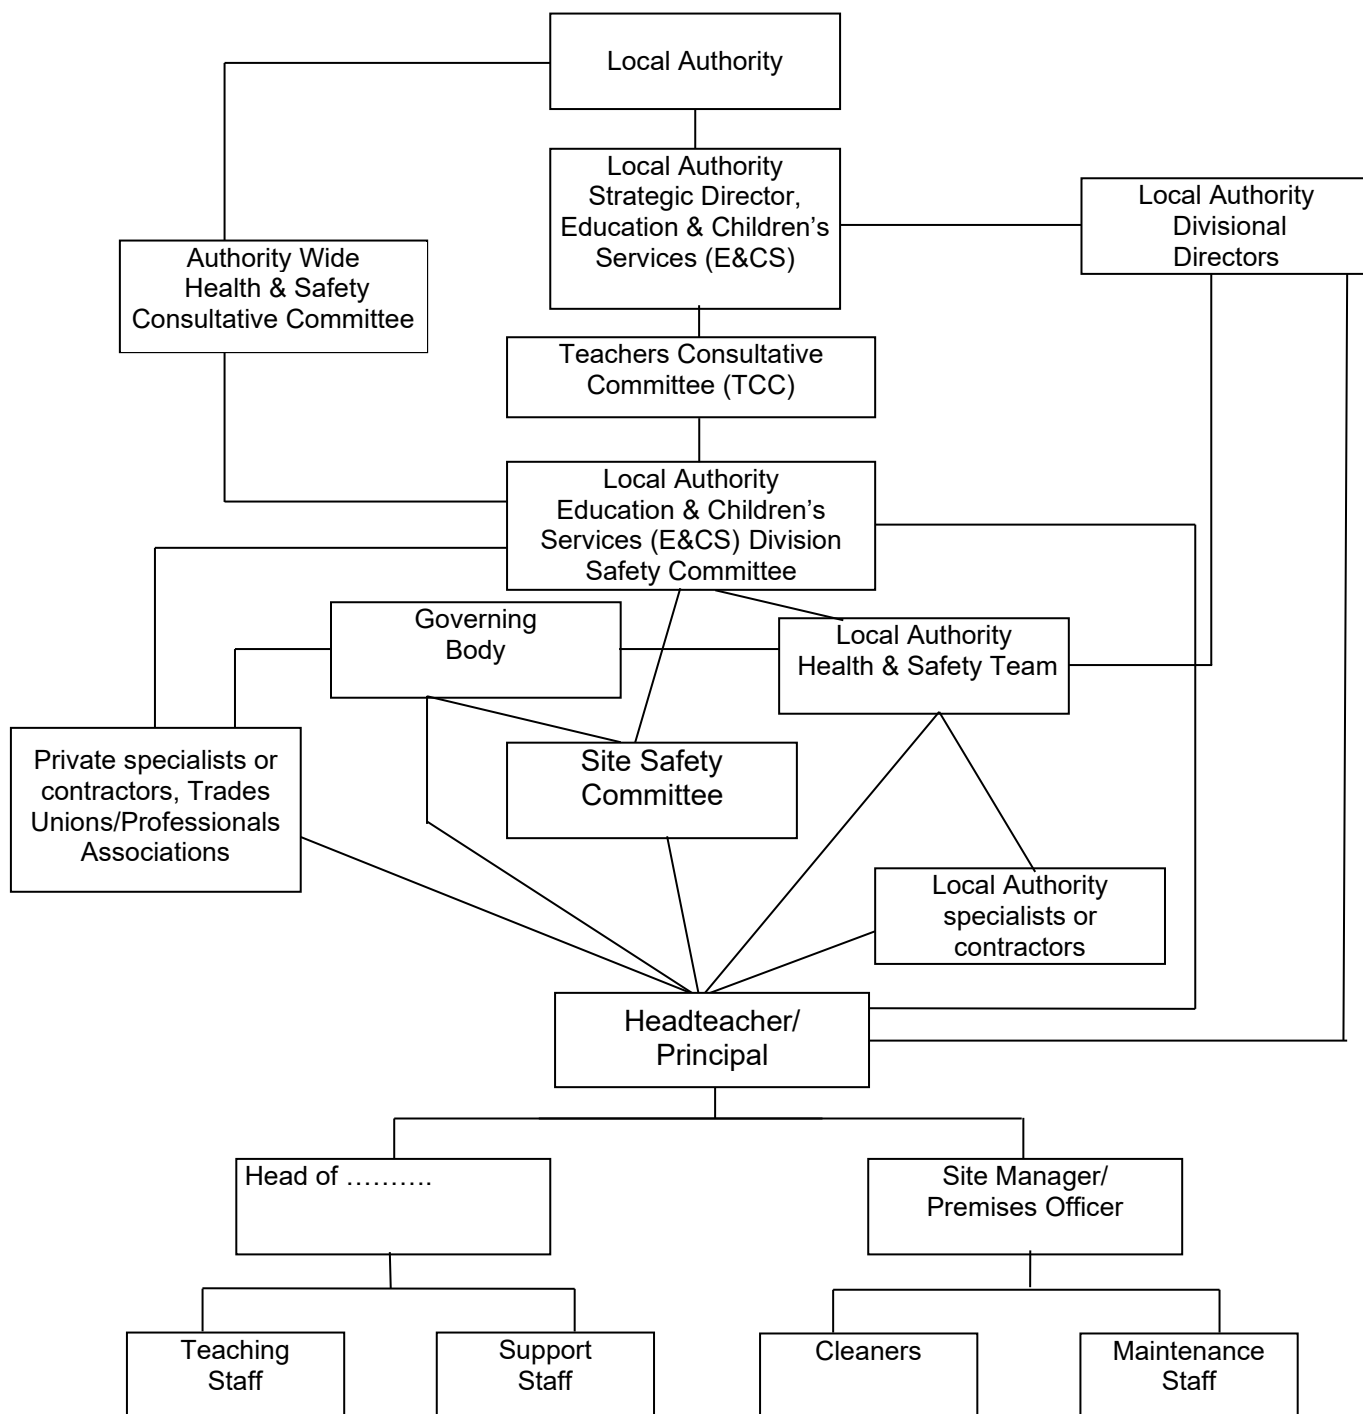 Local Authority
Local Authority
Strategic Director,
Education & Children’s
Services (E&CS)
Local Authority
Divisional
Directors
Authority Wide
Health & Safety
Consultative Committee
Teachers Consultative
Committee (TCC)
Local Authority
Education & Children’s
Services (E&CS) Division
Safety Committee
Governing
Body
Local Authority
Health & Safety Team
Private specialists or
contractors, Trades
Unions/Professionals
Associations
Site Safety
Committee
Local Authority
specialists or
contractors
Headteacher/
Principal
Head of ……….
Site Manager/
Premises Officer
Teaching
Staff
Support
Staff
Cleaners
Maintenance
Staff